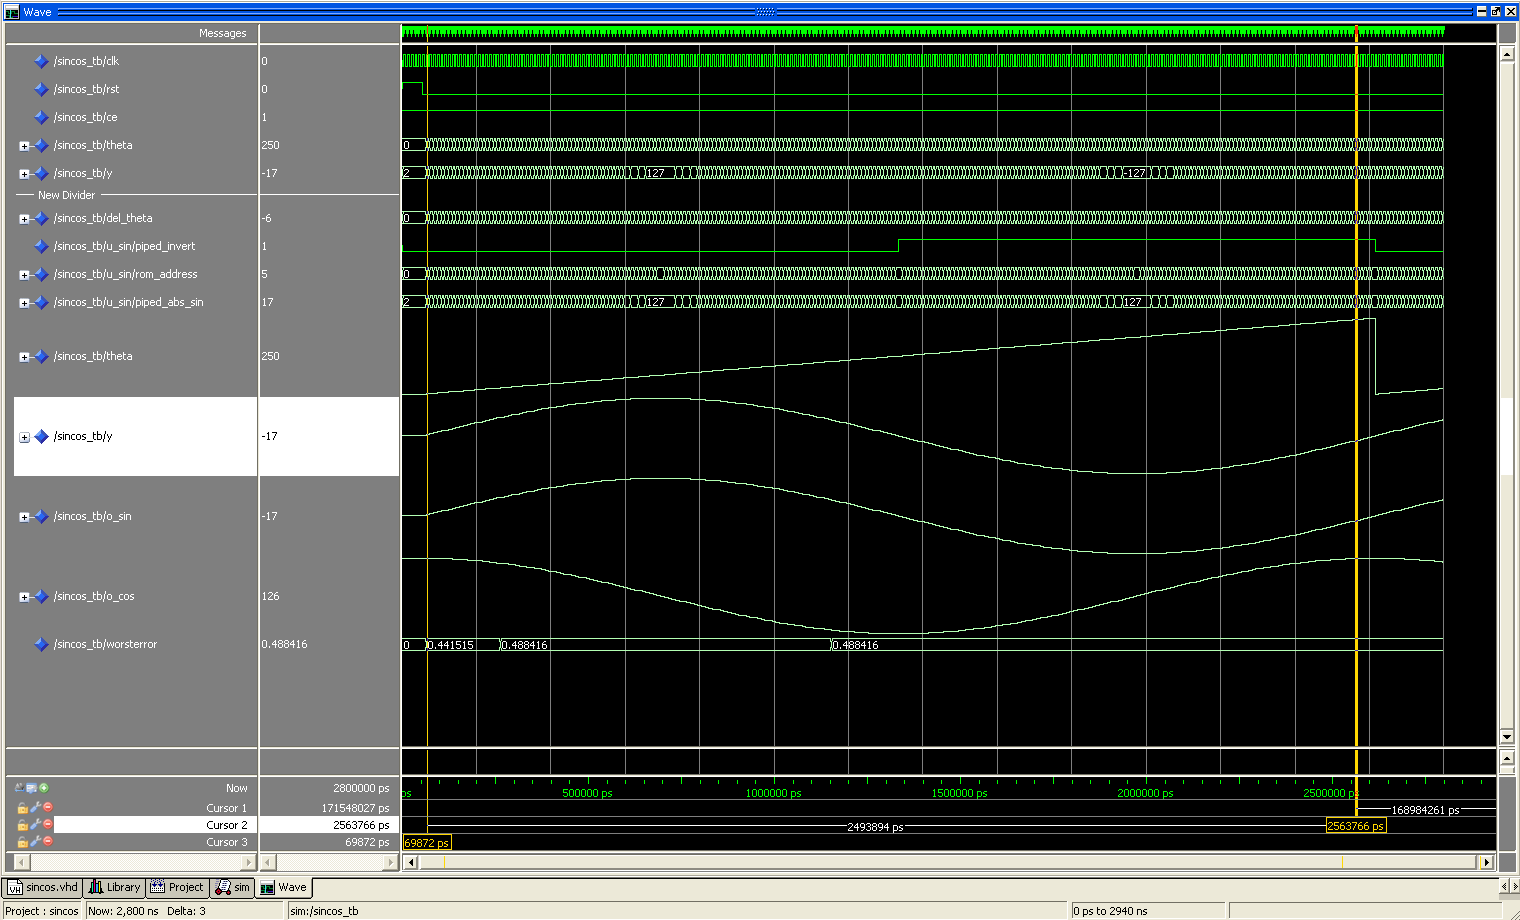 Wave
Messages
/sincos_tb/clk 0
/sincos_tb/rst 0
/sincos_tb/ce 1
/sincos_tb/theta 250 0
/sincos_tb/y -17 2 127 -127
New Divider
/sincos_tb/del_theta -6 0
/sincos_tb/u_sin/piped_invert 1
/sincos_tb/u_sin/rom_address 5 0
/sincos_tb/u_sin/piped_abs_sin 17 2 127 127
/sincos_tb/theta 250
/sincos_tb/y -17
/sincos_tb/o_sin -17
/sincos_tb/o_cos 126
/sincos_tb/worsterror 0.488416 0 0.441515 0.488416 0.488416
Now 2800000 ps ps 500000 ps 1000000 ps 1500000 ps 2000000 ps 2500000 ps
Cursor 1 171548027 ps 168984261 ps
Cursor 2 2563766 ps 2493894 ps 2563766 ps
Cursor 3 69872 ps 69872 ps
sincos.vhd Library Project sim Wave
Project : sincos Now: 2,800 ns Delta: 3 sim:/sincos_tb 0 ps to 2940 ns